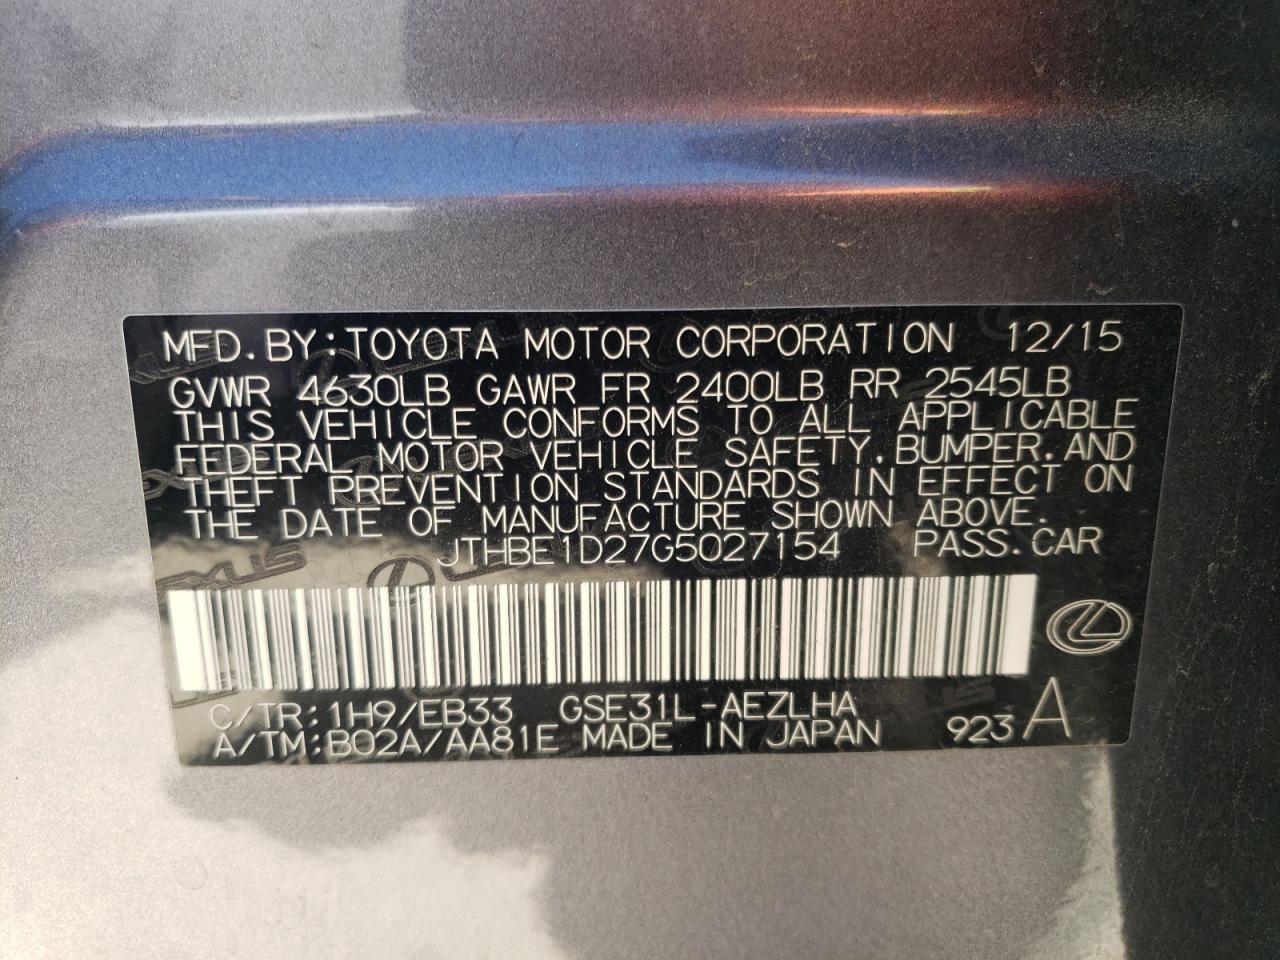 MFD. BY: TOYOTA MOTOR CORPORATION 12/15
GVWR 4630LB GAWR FR 2400LB RR 2545LB
THIS VEHICLE CONFORMS TO ALL APPLICABLE
FEDERAL MOTOR VEHICLE SAFETY, BUMPER, AND
THEFT PREVENTION STANDARDS IN EFFECT ON
THE DATE OF MANUFACTURE SHOWN ABOVE.
JTHBE1D27G5027154 PASS. CAR
C/TR: 1H9/EB33 GSE31L-AEZLHA
A/TM: B02A/AA81E MADE IN JAPAN 923 A